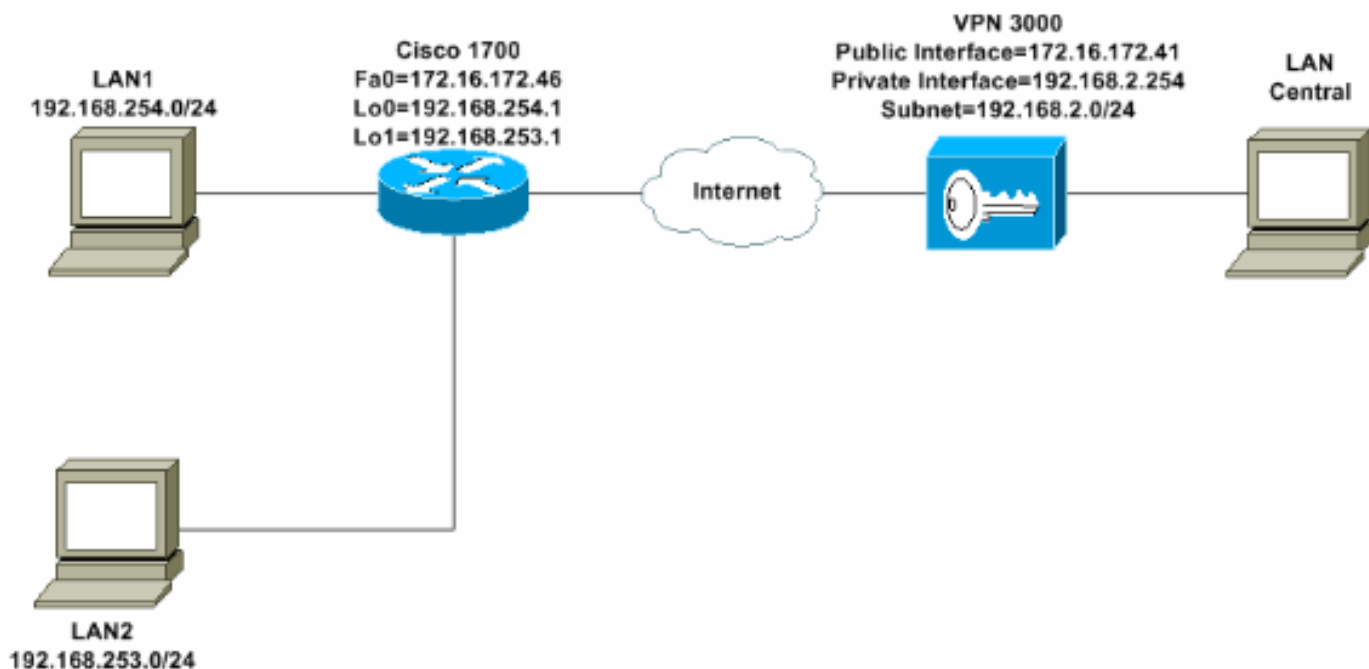 LAN1
192.168.254.0/24
Cisco 1700
Fa0=172.16.172.46
Lo0=192.168.254.1
Lo1=192.168.253.1
Internet
VPN 3000
Public Interface=172.16.172.41
Private Interface=192.168.2.254
Subnet=192.168.2.0/24
LAN
Central
LAN2
192.168.253.0/24